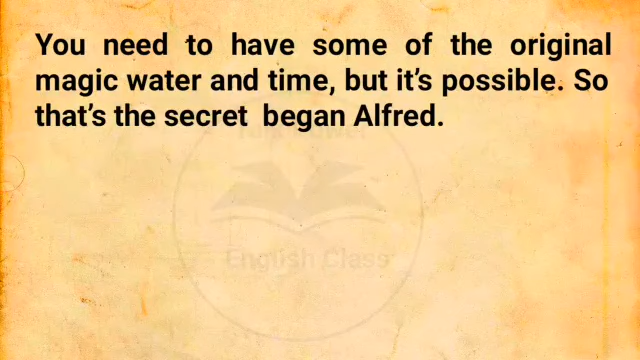 You need to have some of the original
magic water and time, but it’s possible. So
that’s the secret  began Alfred.
English Class